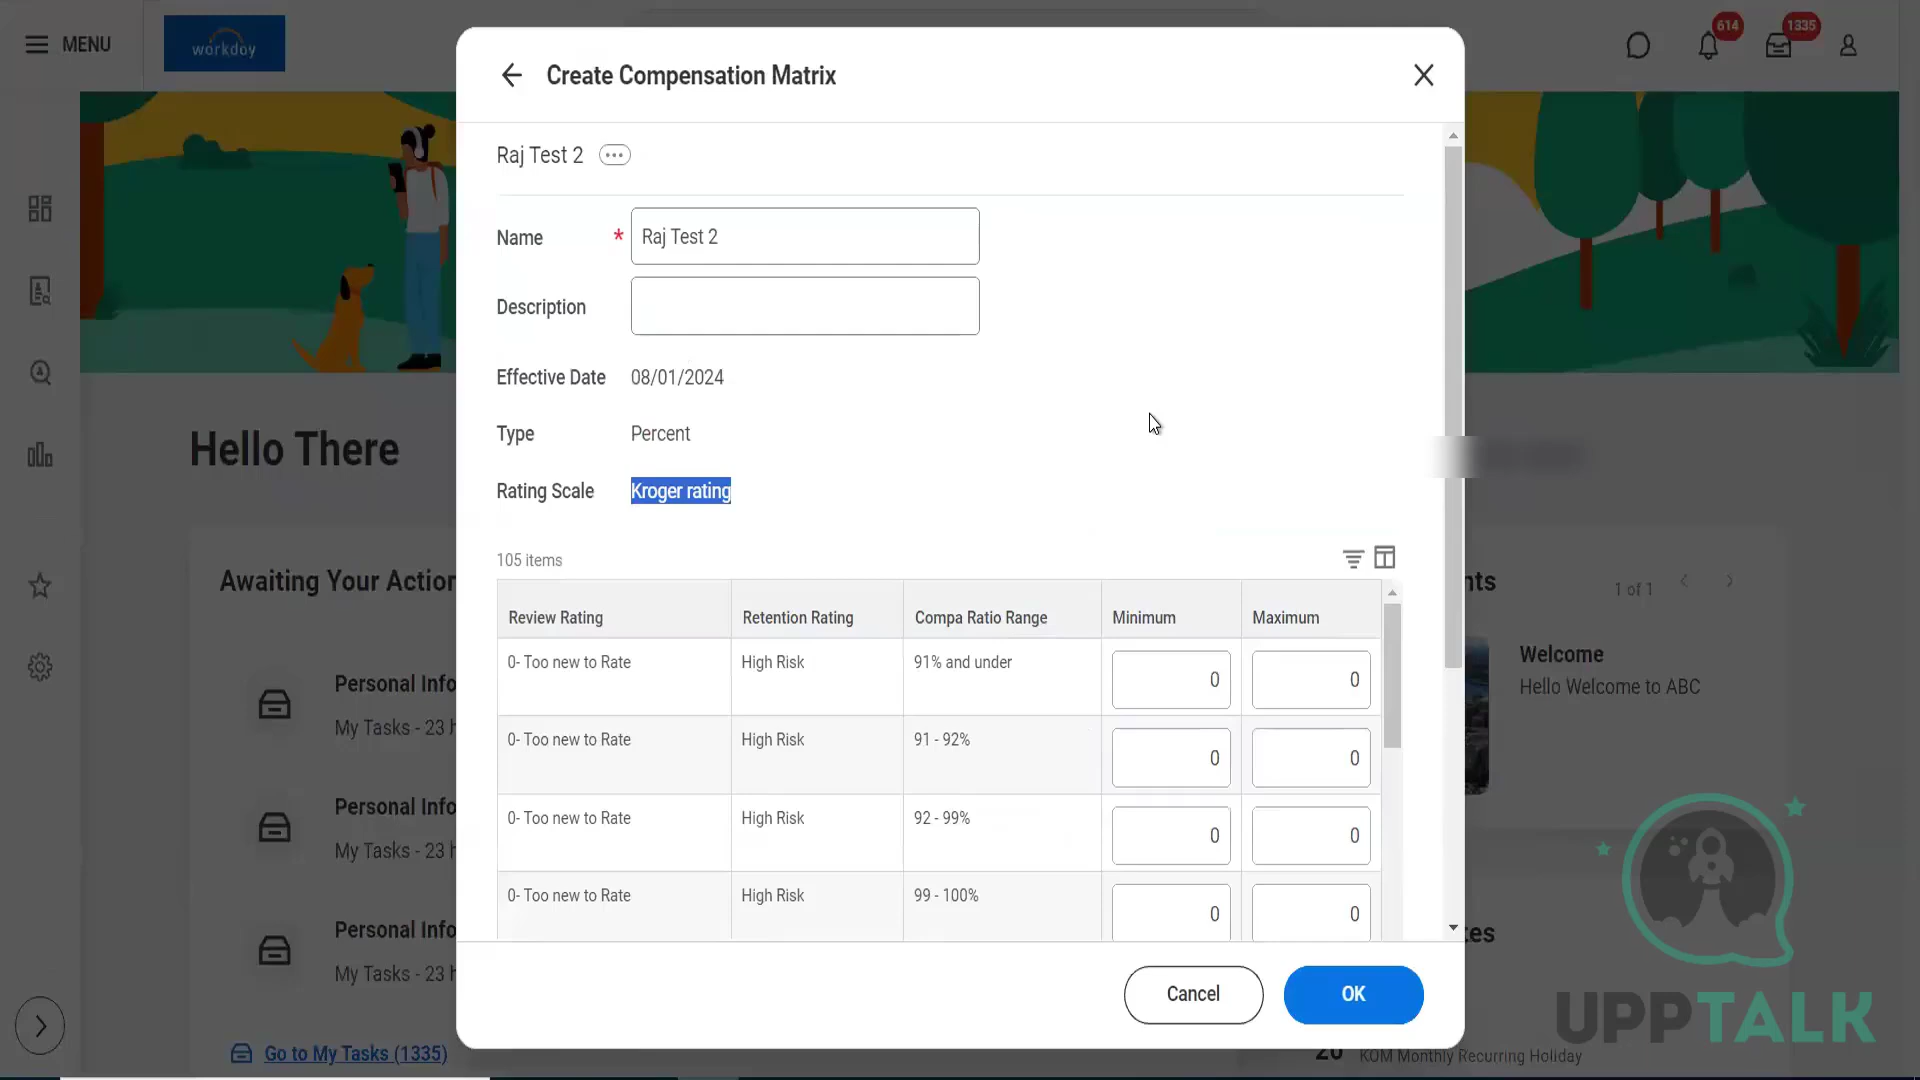 MENU
workday
614
1335
Create Compensation Matrix
Raj Test 2
Name * Raj Test 2
Description
Effective Date 08/01/2024
Type Percent
Rating Scale Kroger rating
105 items
Review Rating Retention Rating Compa Ratio Range Minimum Maximum
0- Too new to Rate High Risk 91% and under 0 0
0- Too new to Rate High Risk 91 - 92% 0 0
0- Too new to Rate High Risk 92 - 99% 0 0
0- Too new to Rate High Risk 99 - 100% 0 0
Cancel OK
Hello There
Awaiting Your Action
Personal Info
My Tasks - 23 h
Personal Info
My Tasks - 23 h
Personal Info
My Tasks - 23 h
Go to My Tasks (1335)
nts
1 of 1
Welcome
Hello Welcome to ABC
tes
20 KOM Monthly Recurring Holiday
UPPTALK